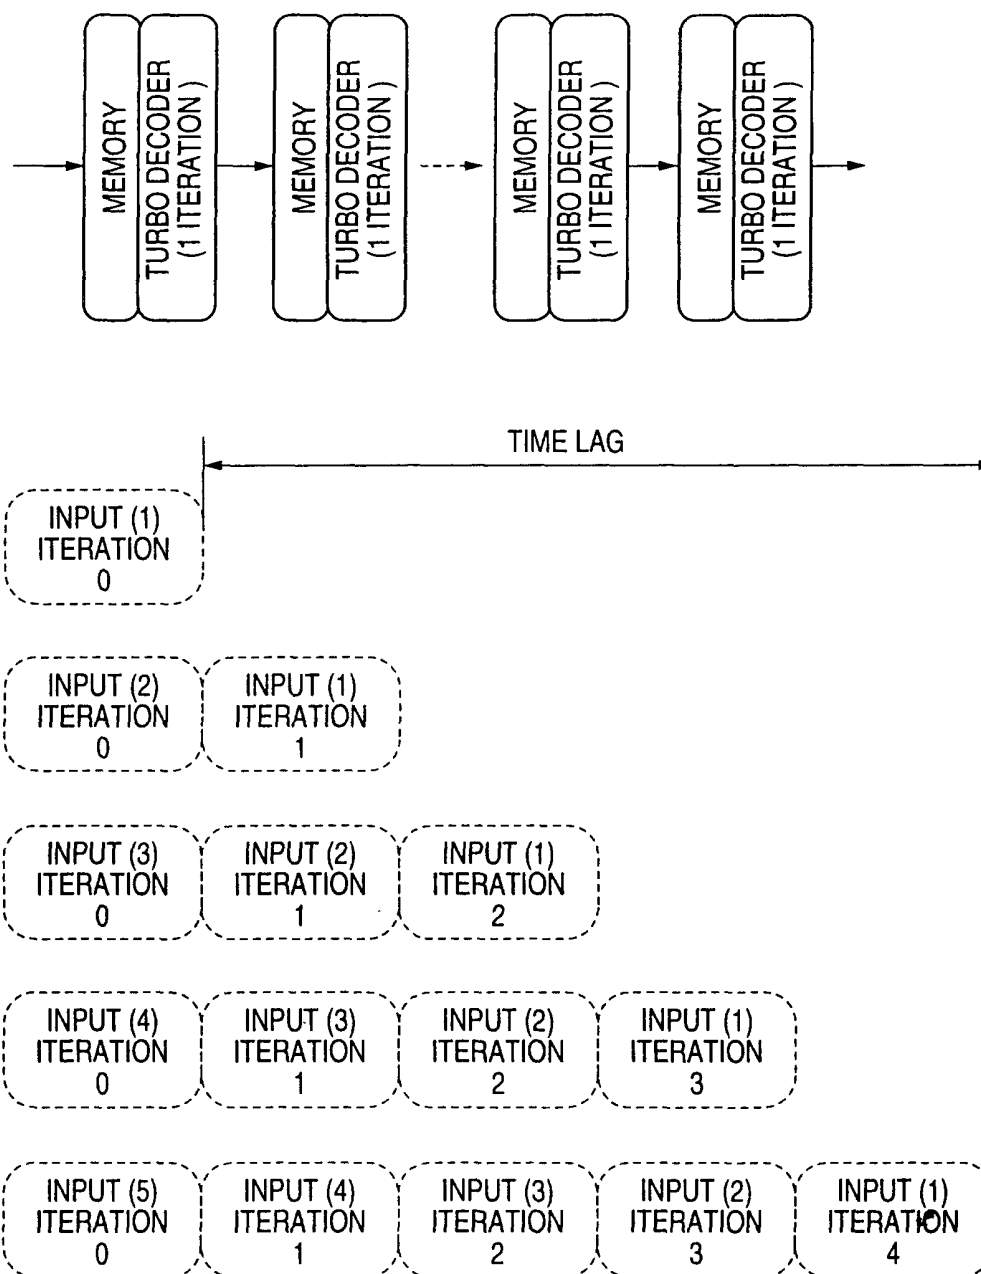 MEMORY
TURBO DECODER
(1 ITERATION )
MEMORY
TURBO DECODER
(1 ITERATION )
MEMORY
TURBO DECODER
(1 ITERATION )
MEMORY
TURBO DECODER
(1 ITERATION )
TIME LAG
INPUT (1)
ITERATION
0
INPUT (2)
ITERATION
0
INPUT (1)
ITERATION
1
INPUT (3)
ITERATION
0
INPUT (2)
ITERATION
1
INPUT (1)
ITERATION
2
INPUT (4)
ITERATION
0
INPUT (3)
ITERATION
1
INPUT (2)
ITERATION
2
INPUT (1)
ITERATION
3
INPUT (5)
ITERATION
0
INPUT (4)
ITERATION
1
INPUT (3)
ITERATION
2
INPUT (2)
ITERATION
3
INPUT (1)
ITERATION
4